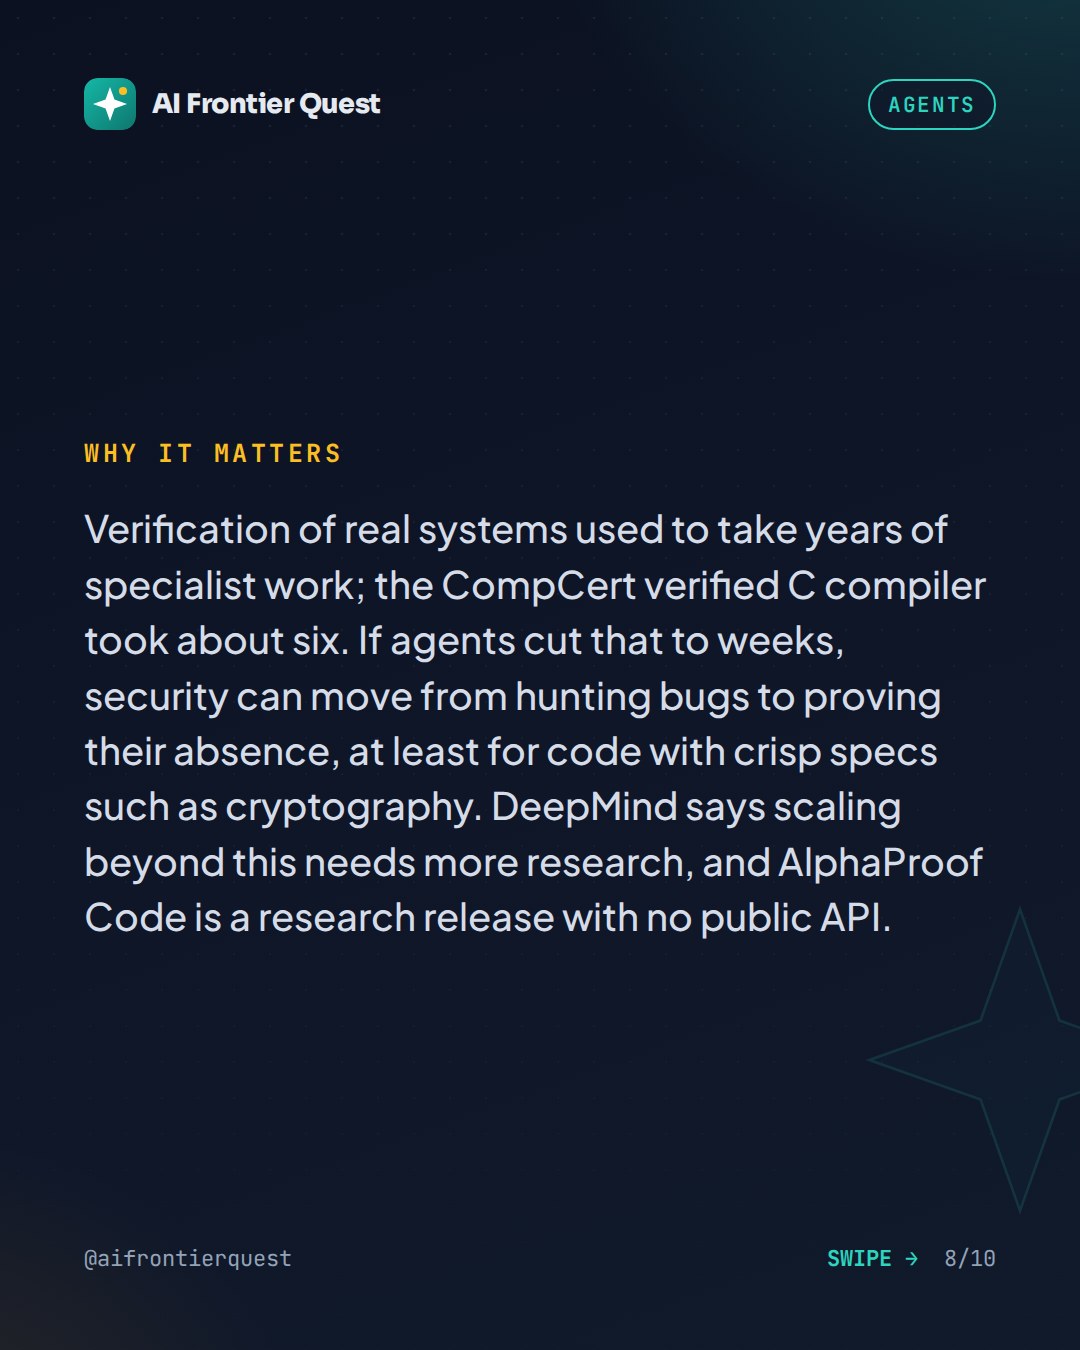 AI Frontier Quest
AGENTS
WHY IT MATTERS
Verification of real systems used to take years of
specialist work; the CompCert verified C compiler
took about six. If agents cut that to weeks,
security can move from hunting bugs to proving
their absence, at least for code with crisp specs
such as cryptography. DeepMind says scaling
beyond this needs more research, and AlphaProof
Code is a research release with no public API.
@aifrontierquest
SWIPE → 8/10